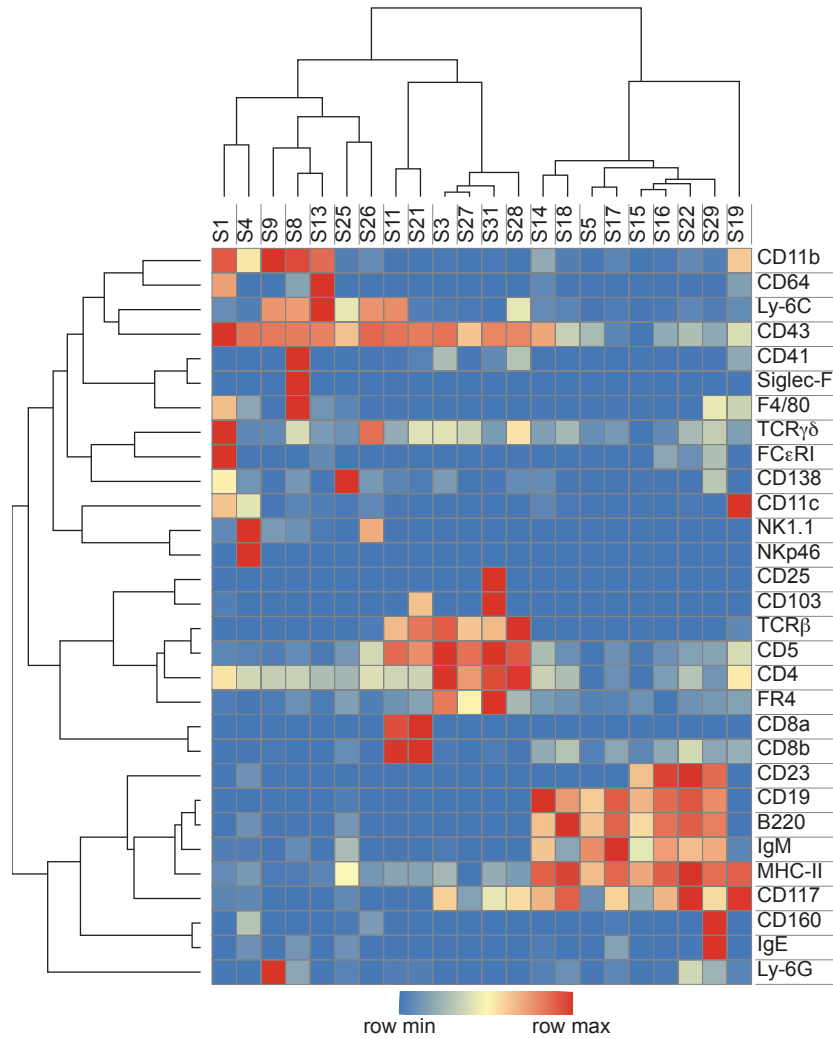 S1 S4 S9 S8 S13 S25 S26 S11 S21 S3 S27 S31 S28 S14 S18 S5 S17 S15 S16 S22 S29 S19
CD11b
CD64
Ly-6C
CD43
CD41
Siglec-F
F4/80
TCRγδ
FCεRI
CD138
CD11c
NK1.1
NKp46
CD25
CD103
TCRβ
CD5
CD4
FR4
CD8a
CD8b
CD23
CD19
B220
IgM
MHC-II
CD117
CD160
IgE
Ly-6G
row min row max